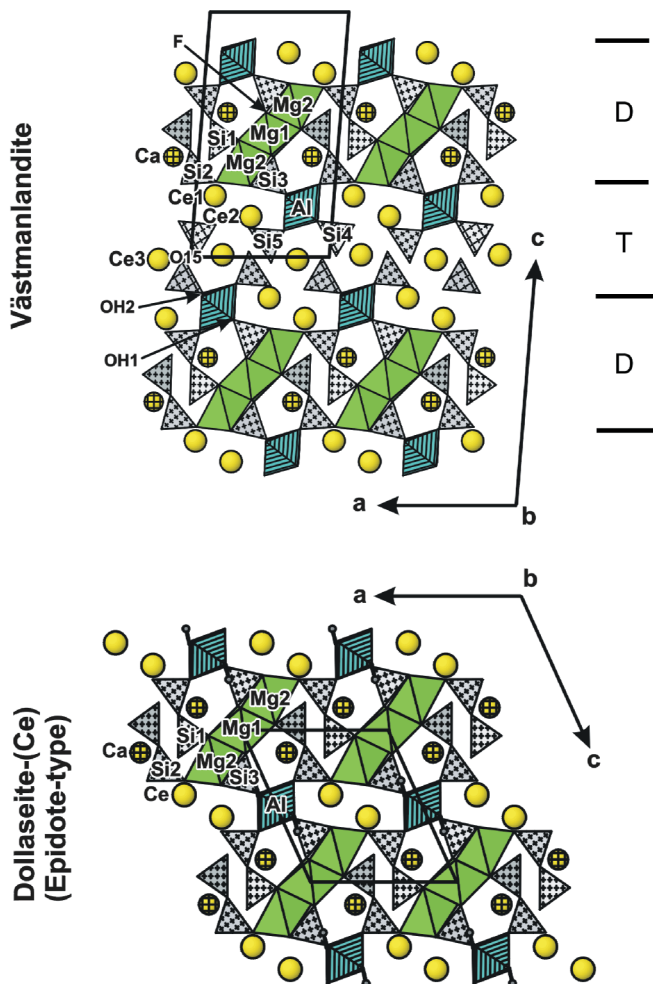 Västmanlandite
F
Mg2
Mg1
Si1
Mg2
Ca
Si2
Si3
Ce1
Al
Ce2
Si5
Si4
Ce3
O15
OH2
OH1
D
T
D
c
a
b
Dollaseite-(Ce)
(Epidote-type)
a
b
c
Mg2
Mg1
Si1
Ca
Mg2
Si2
Si3
Ce
Al